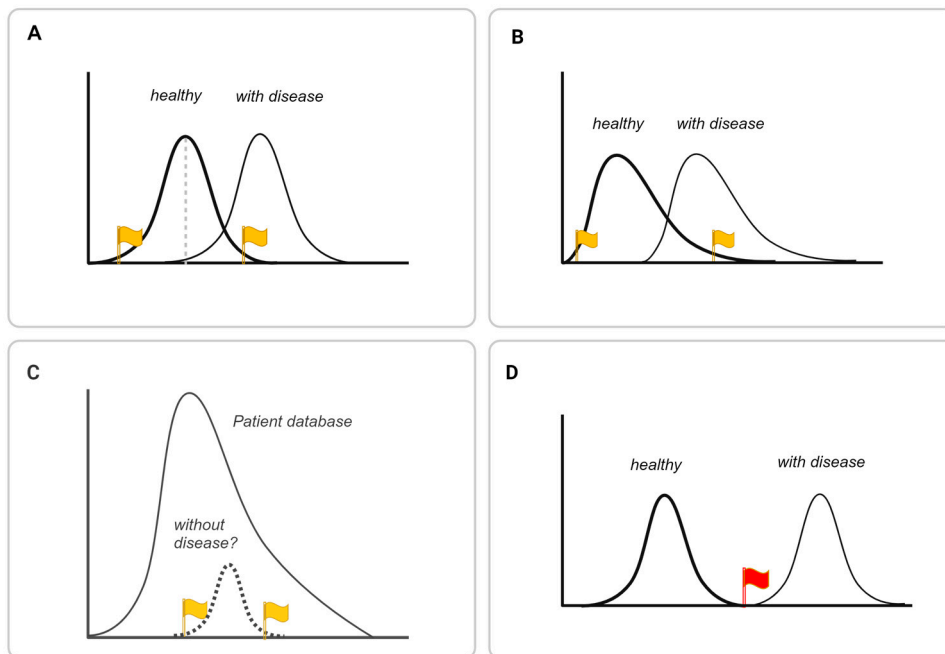 A
healthy
with disease
B
healthy
with disease
C
Patient database
without
disease?
D
healthy
with disease